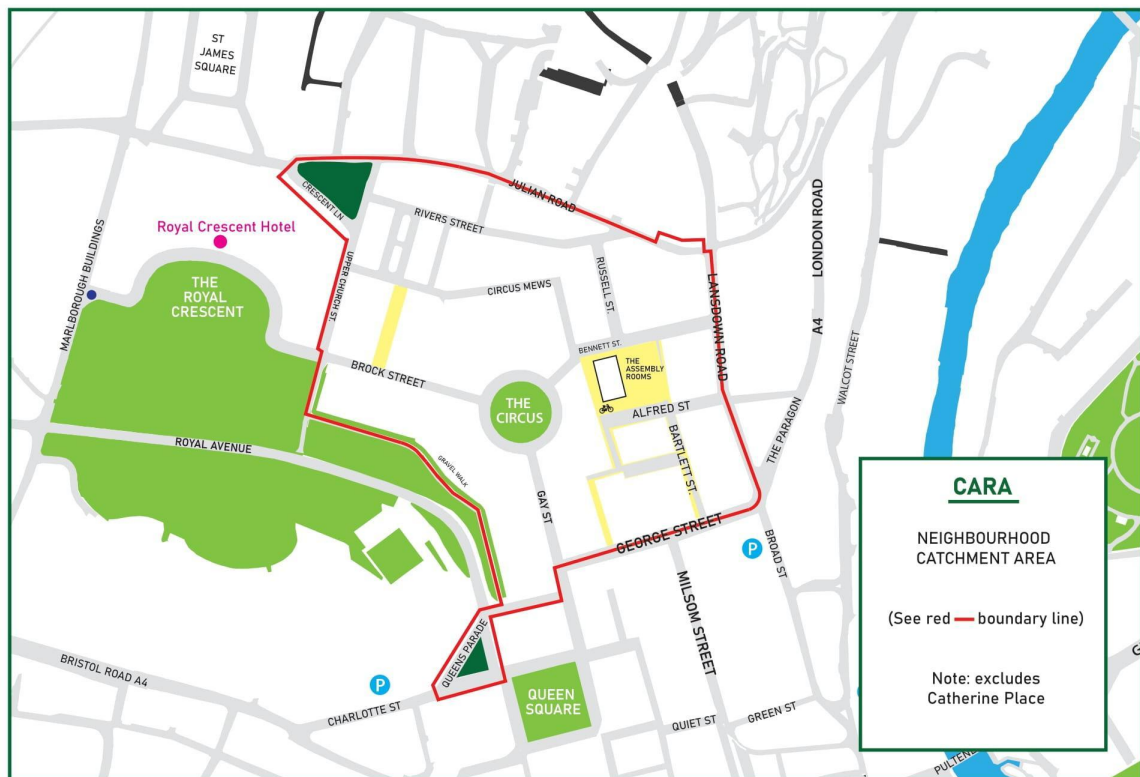 ST
JAMES
SQUARE
JULIAN ROAD
CRESCENT LN
RIVERS STREET
Royal Crescent Hotel
MARLBOROUGH BUILDINGS
THE
ROYAL
CRESCENT
UPPER CHURCH ST.
CIRCUS MEWS
RUSSELL ST.
LANSDOWN ROAD
A4 LONDON ROAD
WALCOT STREET
BENNETT ST.
THE
ASSEMBLY
ROOMS
BROCK STREET
THE
CIRCUS
ALFRED ST
BARTLETT ST.
THE PARAGON
ROYAL AVENUE
GRAVEL WALK
GAY ST
GEORGE STREET
P
BROAD ST
MILSOM STREET
QUEENS PARADE
BRISTOL ROAD A4
P
CHARLOTTE ST
QUEEN
SQUARE
QUIET ST
GREEN ST
CARA
NEIGHBOURHOOD
CATCHMENT AREA
(See red boundary line)
Note: excludes
Catherine Place
PULTENE
G